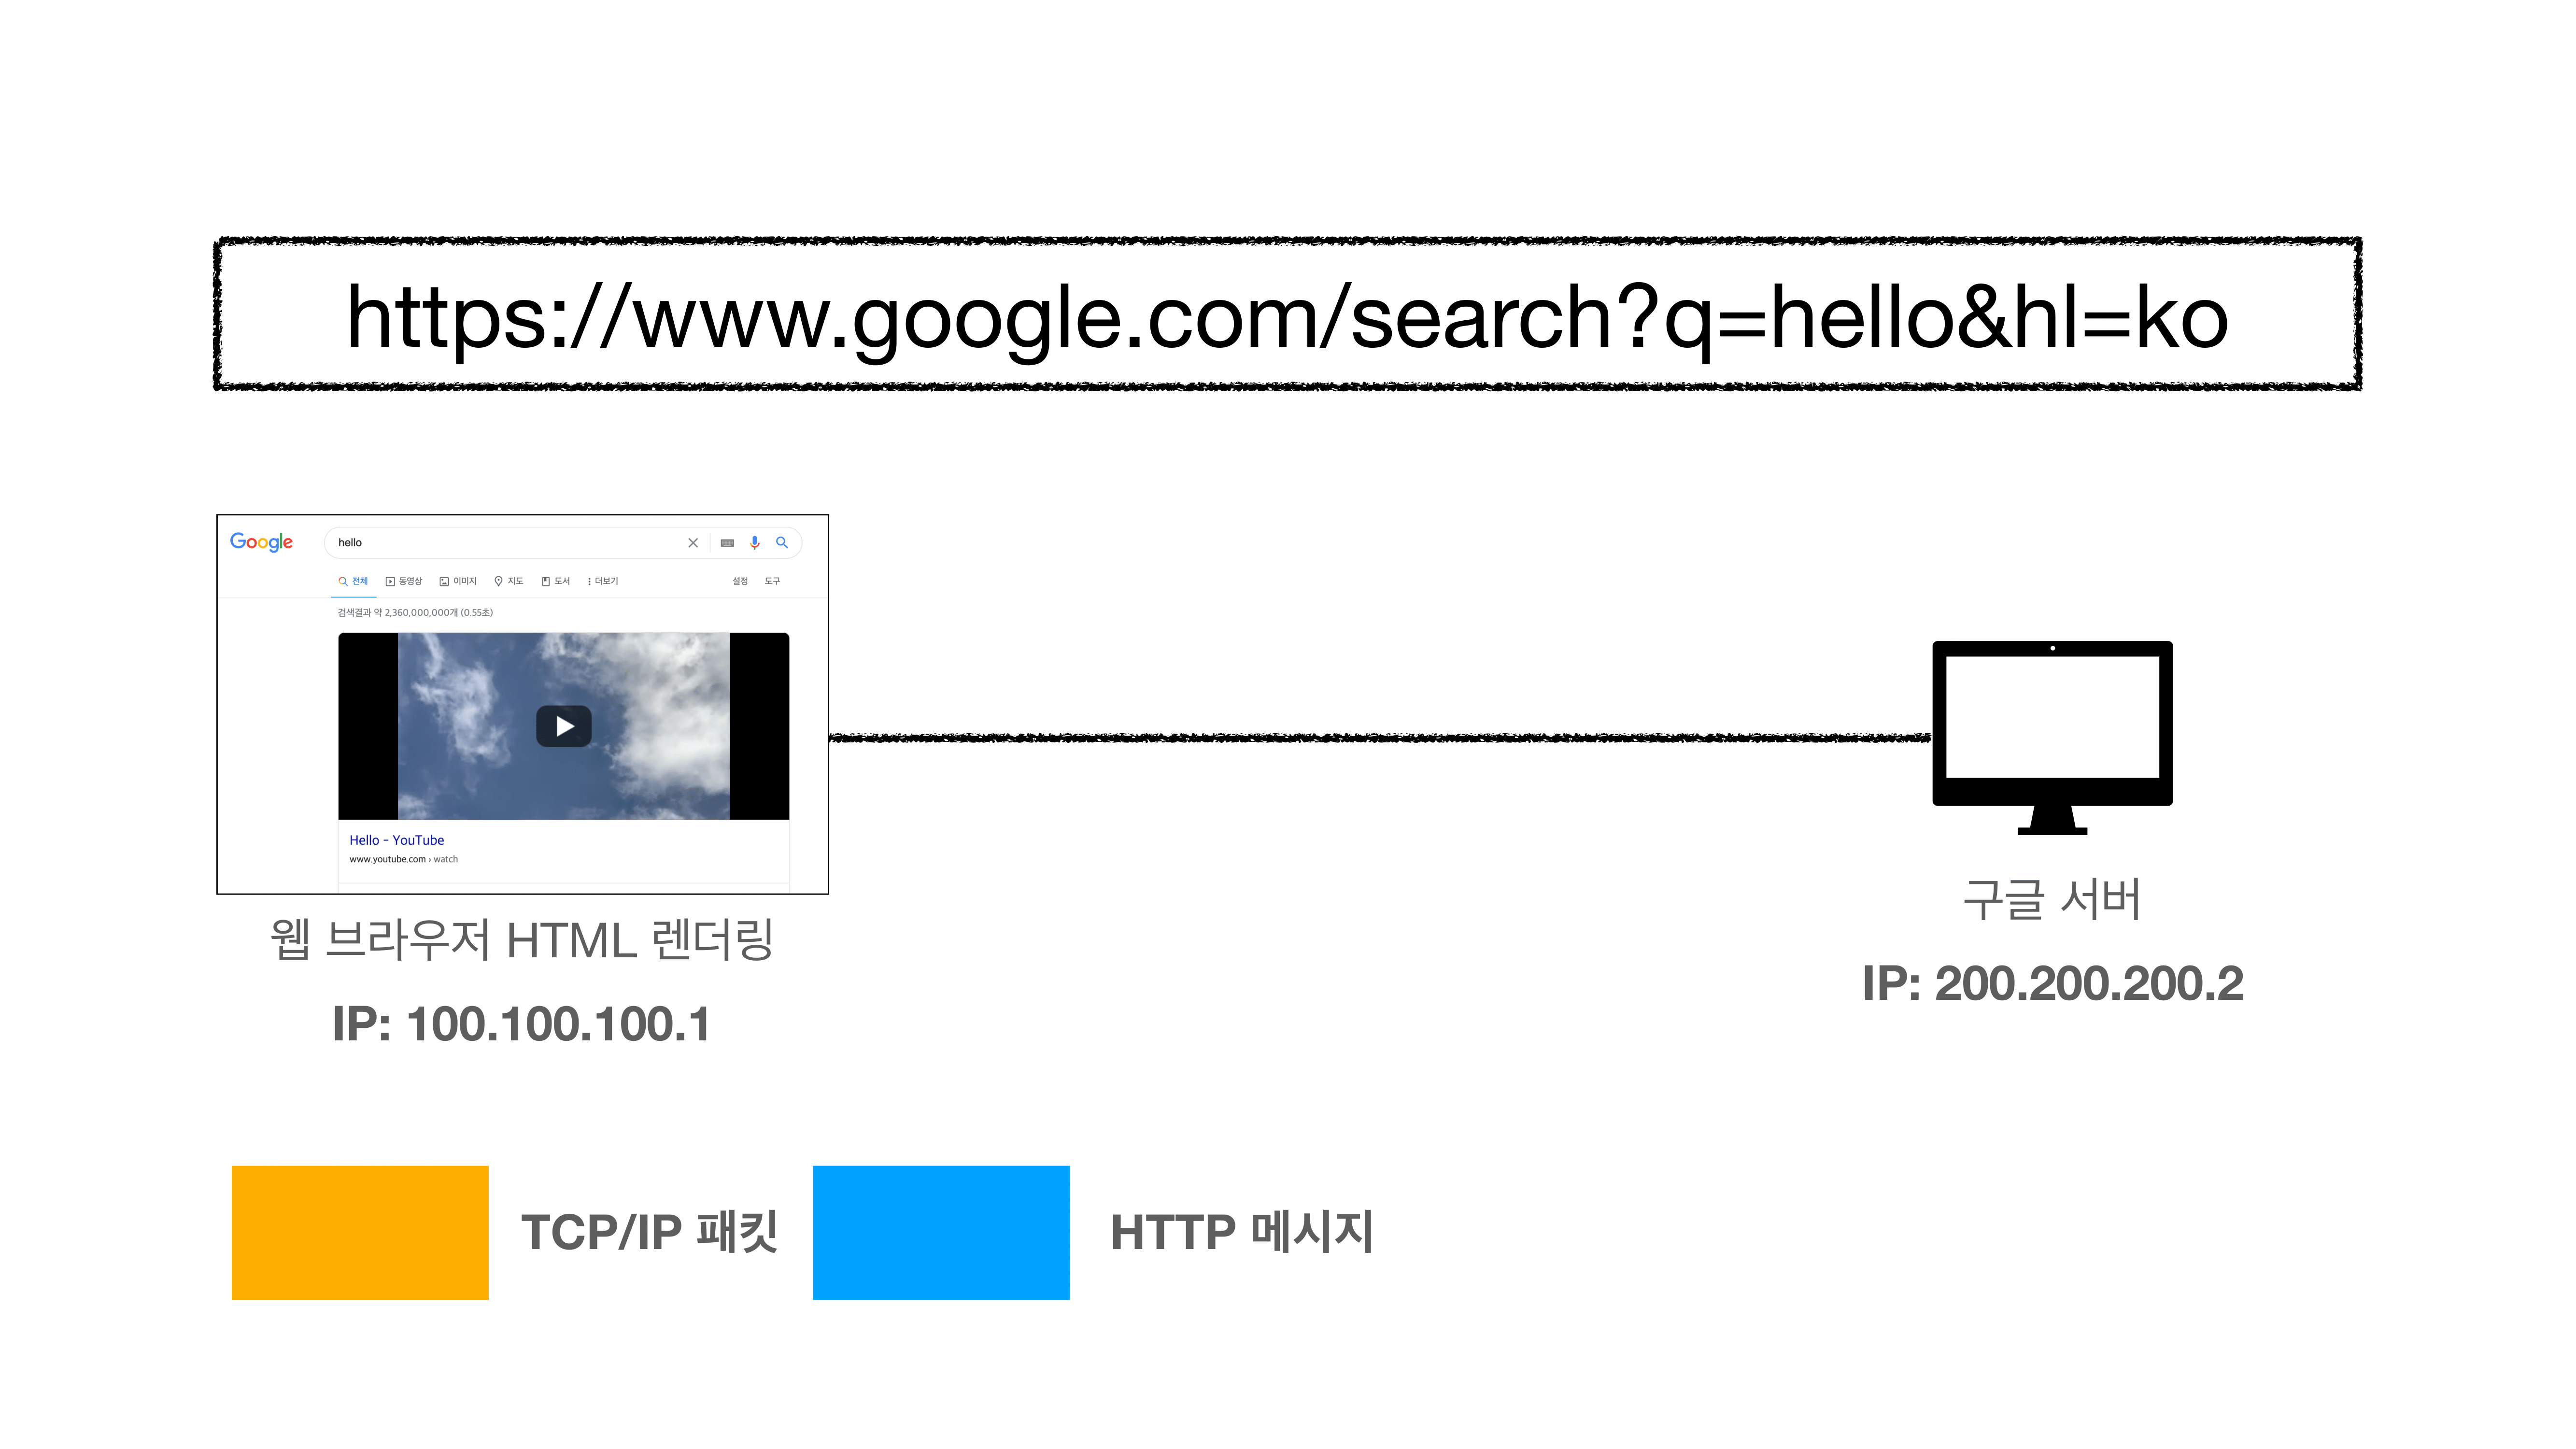 https://www.google.com/search?q=hello&hl=ko
Google hello
전체 동영상 이미지 지도 도서 더보기 설정 도구
검색결과 약 2,360,000,000개 (0.55초)
Hello - YouTube
www.youtube.com › watch
웹 브라우저 HTML 렌더링
IP: 100.100.100.1
구글 서버
IP: 200.200.200.2
TCP/IP 패킷
HTTP 메시지